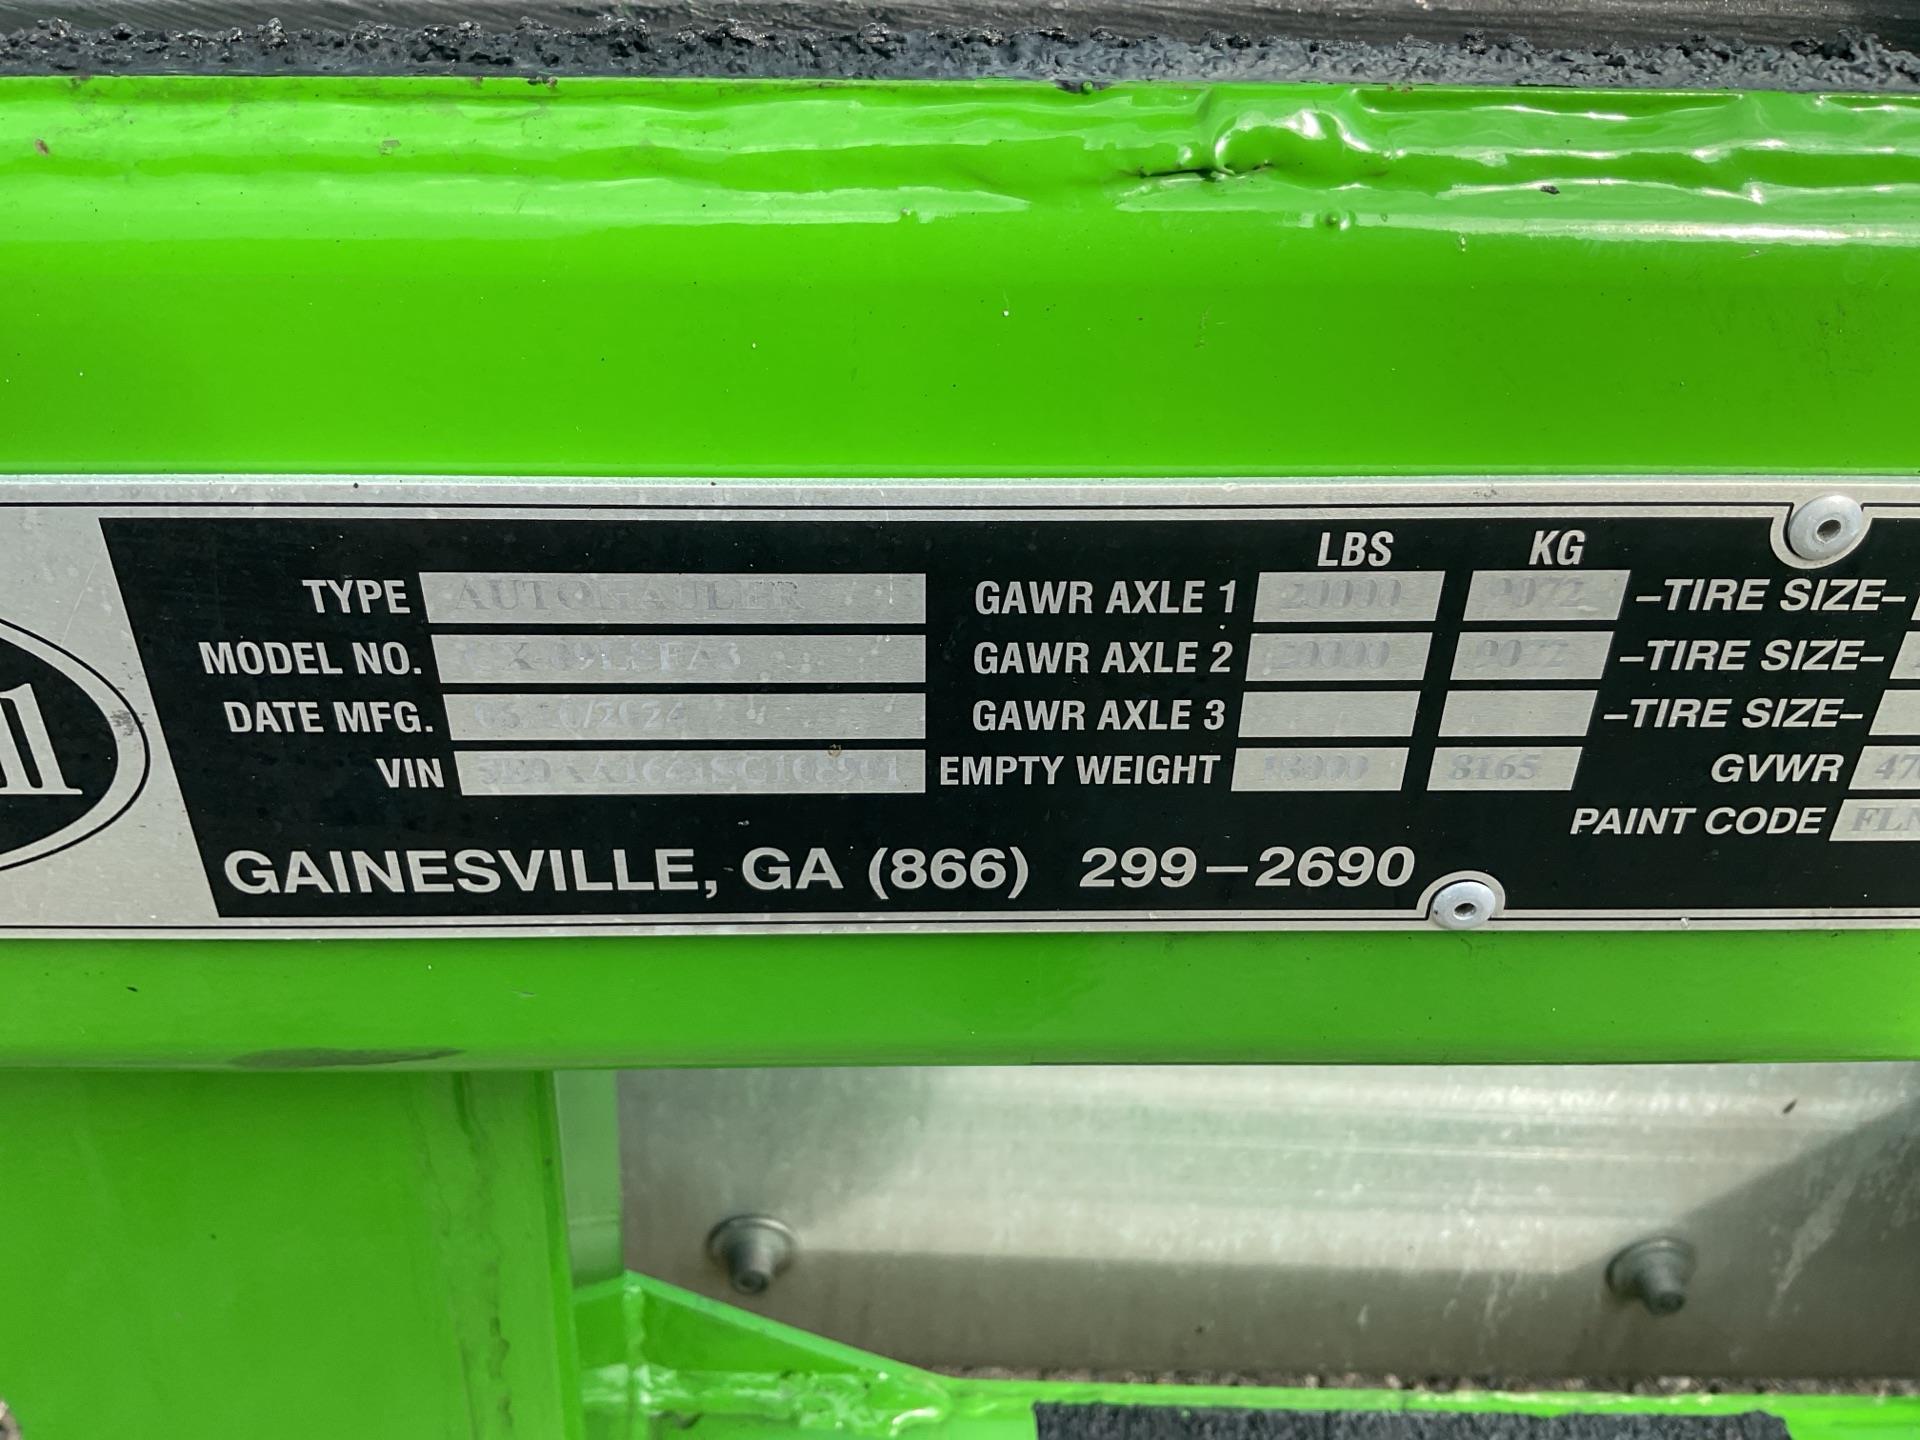 LBS KG
TYPE AUTOHAULER GAWR AXLE 1 20000 9072 –TIRE SIZE–
MODEL NO. GAWR AXLE 2 20000 9072 –TIRE SIZE–
DATE MFG. GAWR AXLE 3 –TIRE SIZE–
VIN EMPTY WEIGHT 18000 8165 GVWR
PAINT CODE
GAINESVILLE, GA (866) 299–2690